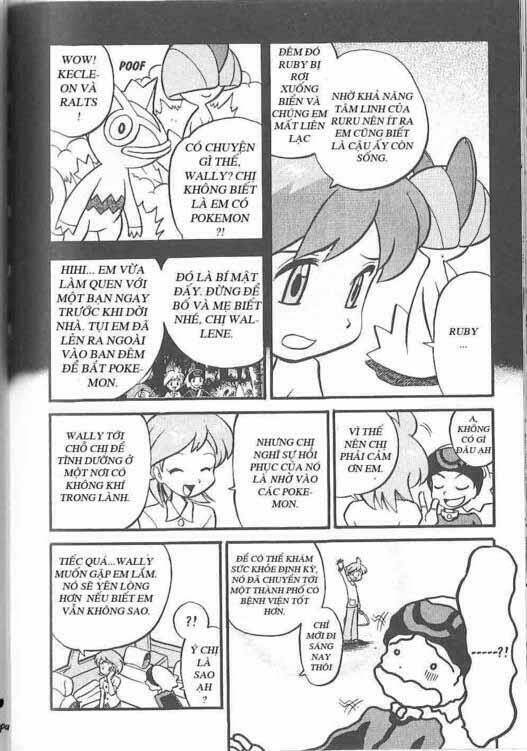 ĐÊM ĐÓ
RUBY BỊ
RƠI
XUỐNG
BIỂN VÀ
CHÚNG EM
MẤT LIÊN
LẠC
NHỜ KHẢ NĂNG
TÂM LINH CỦA
RURU NÊN ÍT RA
EM CŨNG BIẾT
LÀ CẬU ẤY CÒN
SỐNG.
RUBY
...
WOW!
KECLE-
ON VÀ
RALTS
!
POOF
CÓ CHUYỆN
GÌ THẾ,
WALLY? CHỊ
KHÔNG BIẾT
LÀ EM CÓ
POKEMON
?!
ĐÓ LÀ BÍ MẬT
ĐẤY. ĐỪNG ĐỂ
BỐ VÀ MẸ BIẾT
NHÉ, CHỊ WAL-
LENE.
HIHI... EM VỪA
LÀM QUEN VỚI
MỘT BẠN NGAY
TRƯỚC KHI DỜI
NHÀ. TỤI EM ĐÃ
LẺN RA NGOÀI
VÀO BAN ĐÊM
ĐỂ BẮT POKE-
MON.
A,
KHÔNG
CÓ GÌ
ĐÂU Ạ!
VÌ THẾ
NÊN CHỊ
PHẢI CẢM
ƠN EM.
NHƯNG CHỊ
NGHĨ SỰ HỒI
PHỤC CỦA NÓ
LÀ NHỜ VÀO
CÁC POKE-
MON.
WALLY TỚI
CHỖ CHỊ ĐỂ
TĨNH DƯỠNG Ở
MỘT NƠI CÓ
KHÔNG KHÍ
TRONG LÀNH.
------?!
ĐỂ CÓ THỂ KHÁM
SỨC KHỎE ĐỊNH KỲ,
NÓ ĐÃ CHUYỂN TỚI
MỘT THÀNH PHỐ CÓ
BỆNH VIỆN TỐT
HƠN.
CHỈ
MỚI ĐI
SÁNG
NAY
THÔI
TIẾC QUÁ...WALLY
MUỐN GẶP EM LẮM.
NÓ SẼ YÊN LÒNG
HƠN NẾU BIẾT EM
VẪN KHÔNG SAO.
?!
Ý CHỊ
LÀ SAO
Ạ?